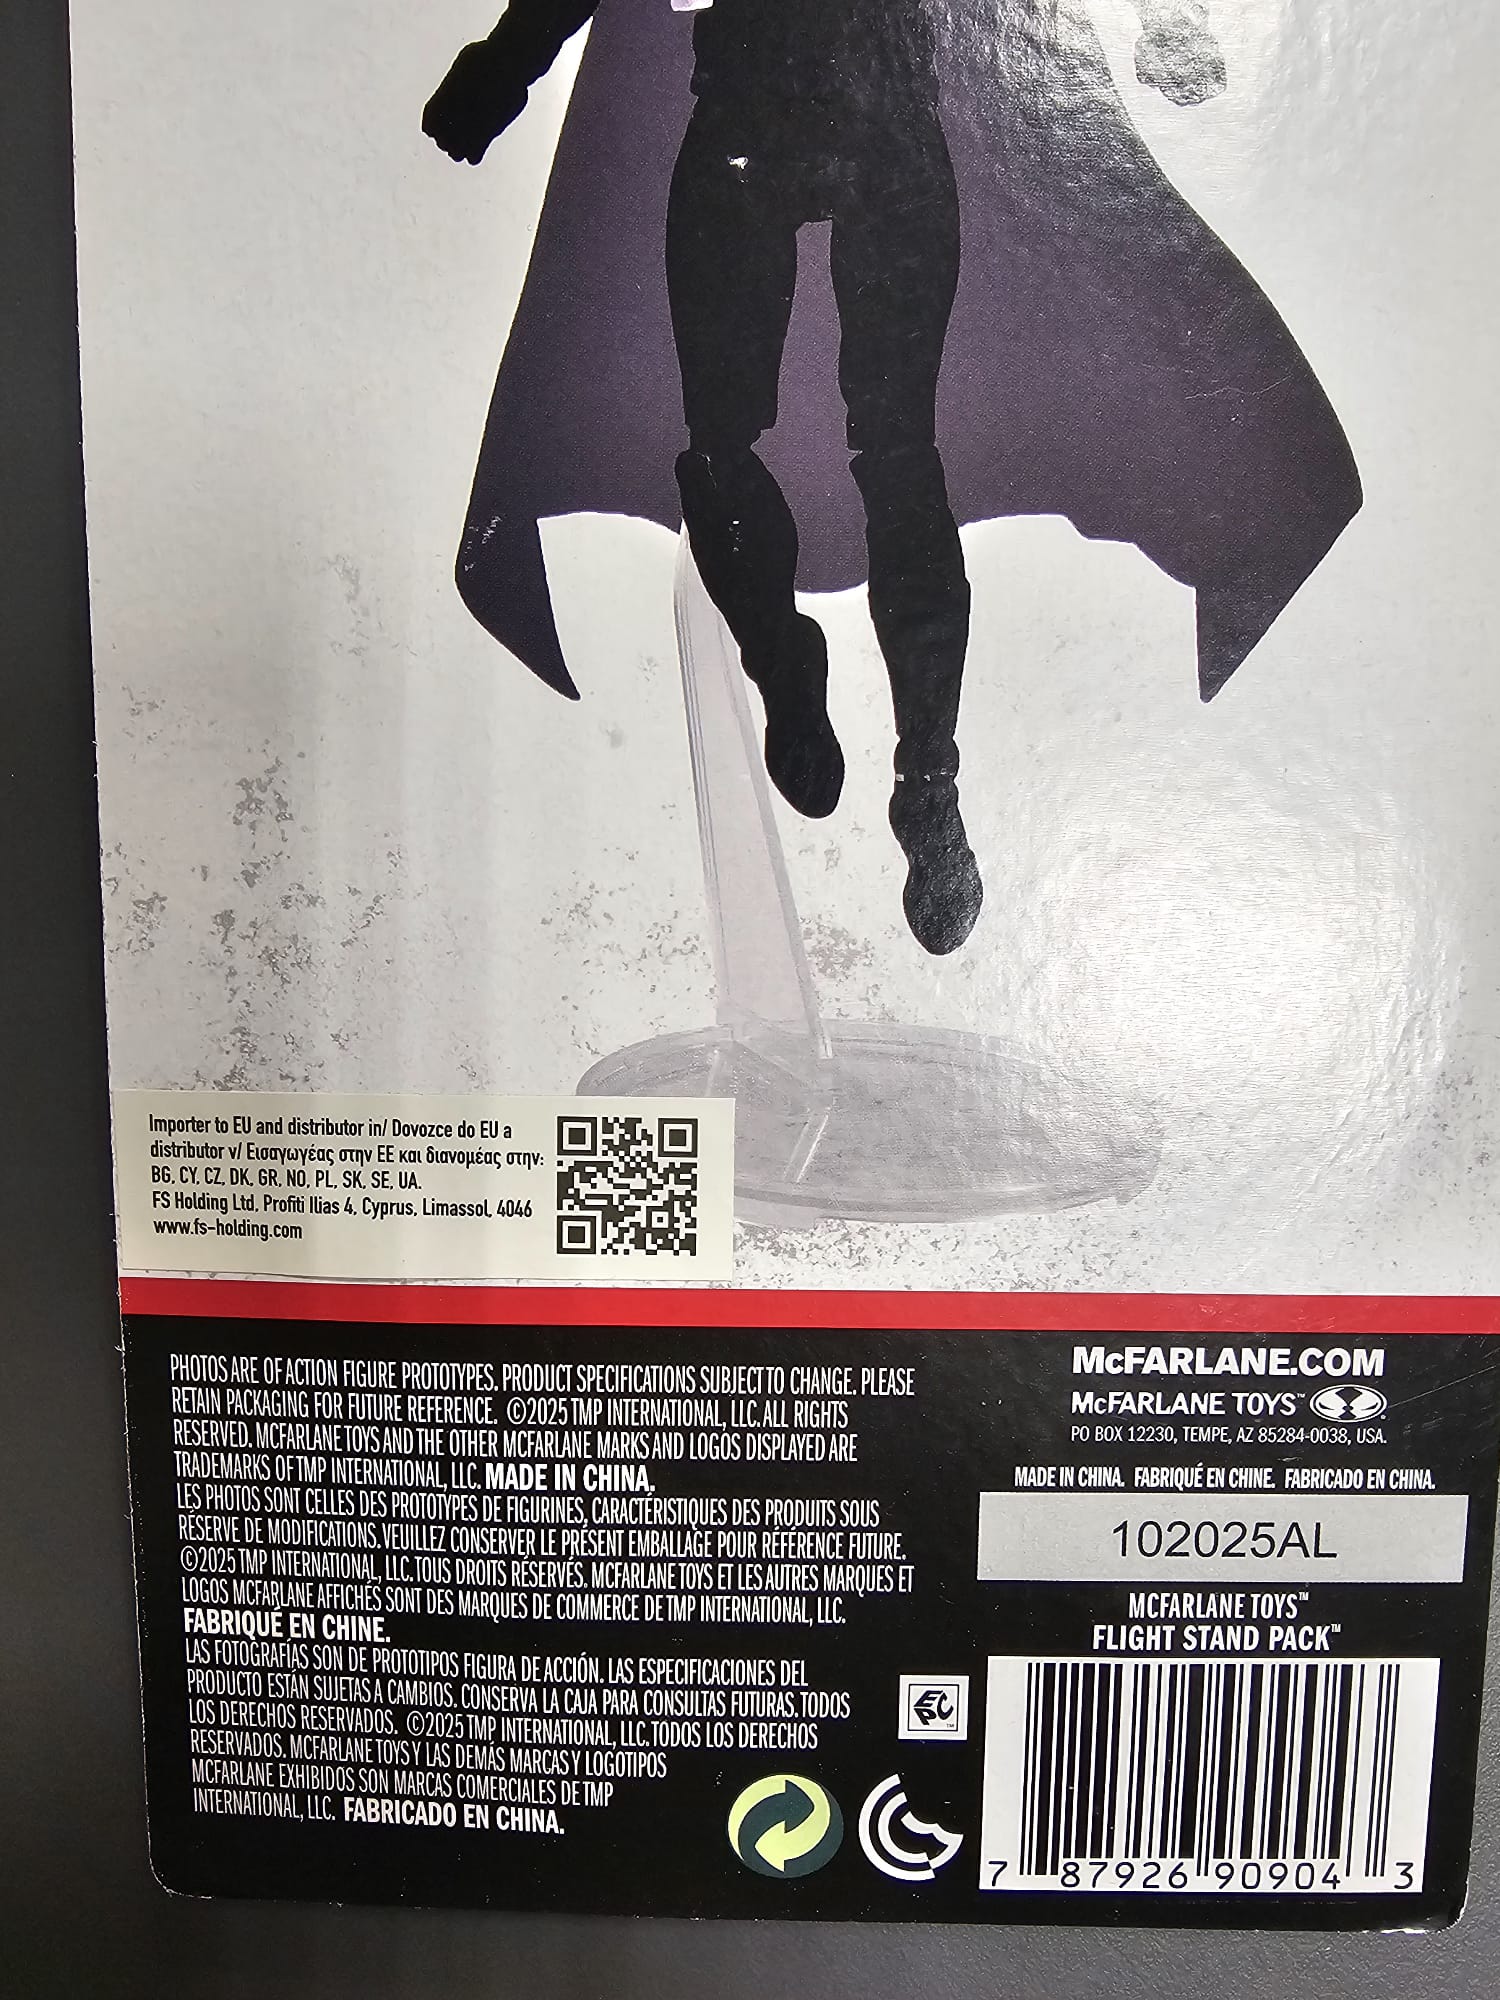 Importer to EU and distributor in/ Dovozce do EU a
distributor v/ Εισαγωγέας στην ΕΕ και διανομέας στην:
BG, CY, CZ, DK, GR, NO, PL, SK, SE, UA.
FS Holding Ltd, Profiti Ilias 4, Cyprus, Limassol, 4046
www.fs-holding.com
PHOTOS ARE OF ACTION FIGURE PROTOTYPES. PRODUCT SPECIFICATIONS SUBJECT TO CHANGE. PLEASE
RETAIN PACKAGING FOR FUTURE REFERENCE. ©2025 TMP INTERNATIONAL, LLC. ALL RIGHTS
RESERVED. MCFARLANE TOYS AND THE OTHER MCFARLANE MARKS AND LOGOS DISPLAYED ARE
TRADEMARKS OF TMP INTERNATIONAL, LLC. MADE IN CHINA.
LES PHOTOS SONT CELLES DES PROTOTYPES DE FIGURINES, CARACTÉRISTIQUES DES PRODUITS SOUS
RÉSERVE DE MODIFICATIONS. VEUILLEZ CONSERVER LE PRÉSENT EMBALLAGE POUR RÉFÉRENCE FUTURE.
©2025 TMP INTERNATIONAL, LLC. TOUS DROITS RÉSERVÉS. MCFARLANE TOYS ET LES AUTRES MARQUES ET
LOGOS MCFARLANE AFFICHÉS SONT DES MARQUES DE COMMERCE DE TMP INTERNATIONAL, LLC.
FABRIQUÉ EN CHINE.
LAS FOTOGRAFÍAS SON DE PROTOTIPOS FIGURA DE ACCIÓN. LAS ESPECIFICACIONES DEL
PRODUCTO ESTÁN SUJETAS A CAMBIOS. CONSERVA LA CAJA PARA CONSULTAS FUTURAS. TODOS
LOS DERECHOS RESERVADOS. ©2025 TMP INTERNATIONAL, LLC. TODOS LOS DERECHOS
RESERVADOS. MCFARLANE TOYS Y LAS DEMÁS MARCAS Y LOGOTIPOS
MCFARLANE EXHIBIDOS SON MARCAS COMERCIALES DE TMP
INTERNATIONAL, LLC. FABRICADO EN CHINA.
McFARLANE.COM
McFARLANE TOYS™
PO BOX 12230, TEMPE, AZ 85284-0038, USA.
MADE IN CHINA. FABRIQUÉ EN CHINE. FABRICADO EN CHINA.
102025AL
MCFARLANE TOYS™
FLIGHT STAND PACK™
EPC™
7 87926 90904 3